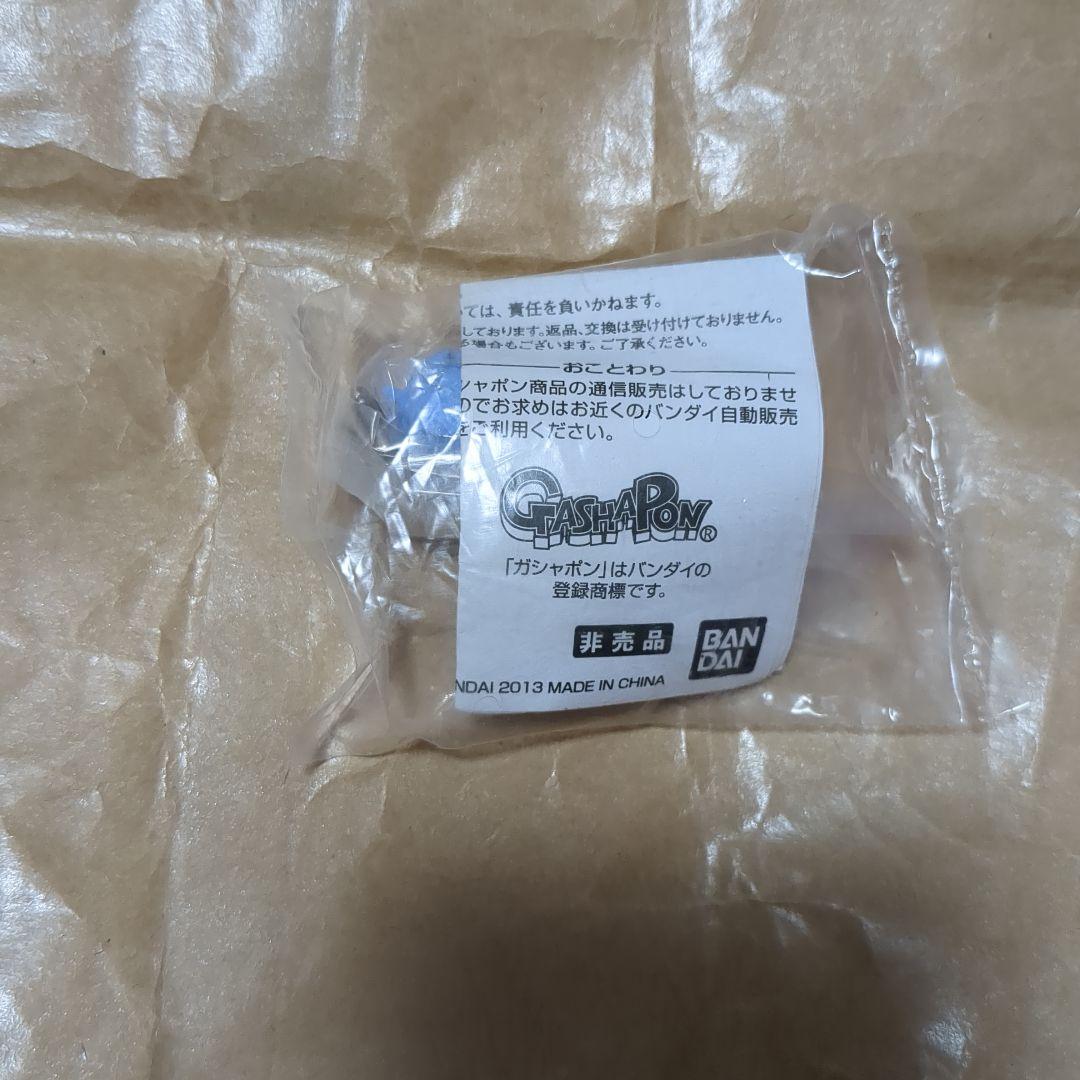 ては、責任を負いかねます。
しております。返品、交換は受け付けておりません。
る場合もございます。ご了承ください。
おことわり
シャポン商品の通信販売はしておりませ
のでお求めはお近くのバンダイ自動販売
をご利用ください。
GASHAPON®
「ガシャポン」はバンダイの
登録商標です。
非売品
BAN
DAI
NDAI 2013 MADE IN CHINA